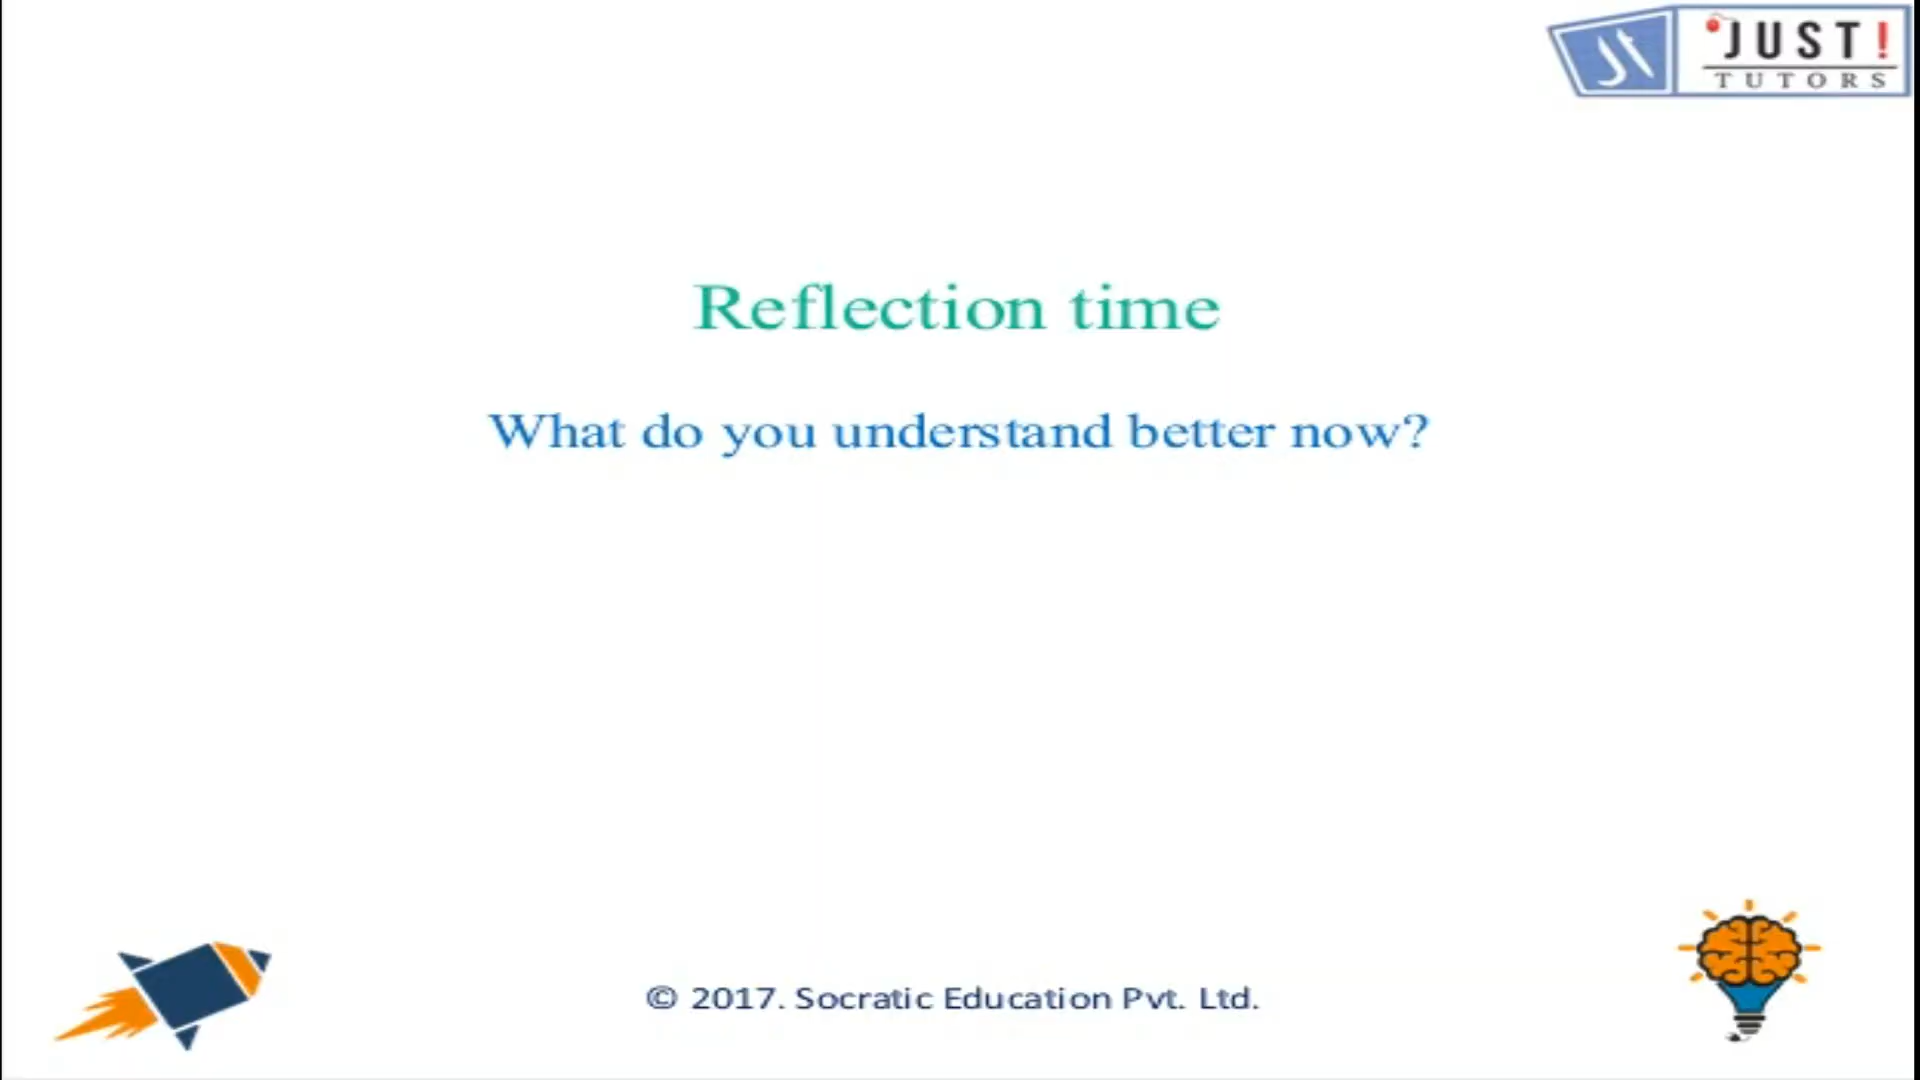 JUST!
TUTORS
Reflection time
What do you understand better now?
© 2017. Socratic Education Pvt. Ltd.